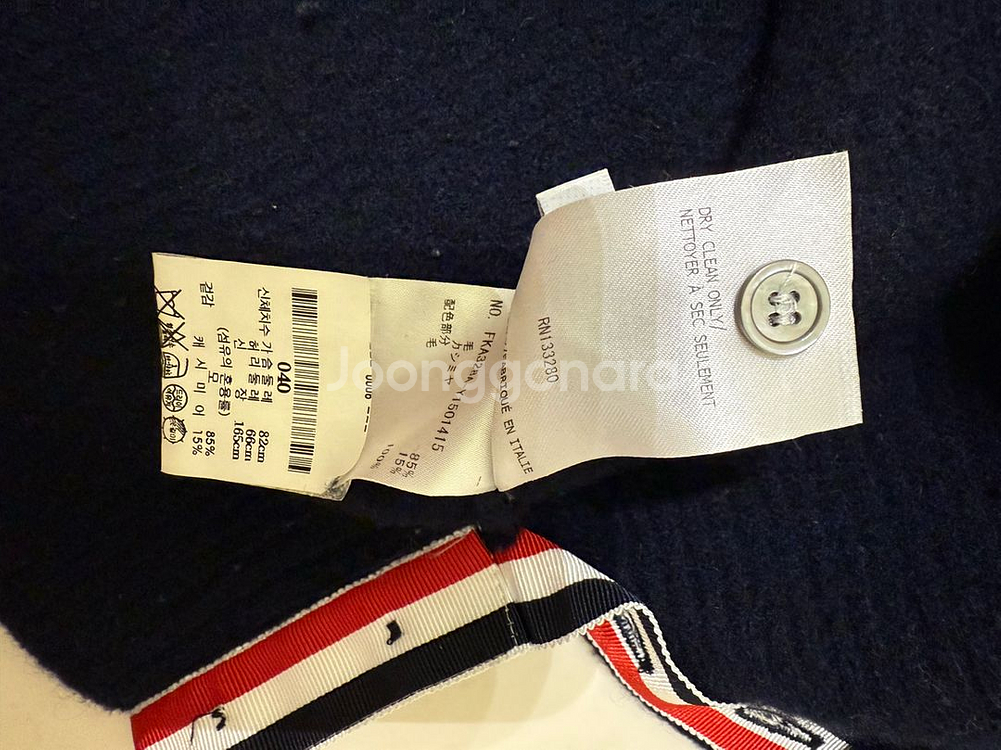 DRY CLEAN ONLY/
NETTOYER À SEC SEULEMENT
RN133280
EN ITALIE
NO. Y1501415
毛 85%
カシミヤ 15%
配色部分
毛 100%
040
신체치수 가슴둘레 82cm
허리둘레 66cm
신 장 165cm
(섬유의 혼용률)
겉감 모 85%
캐시미어 15%
Joonggonara